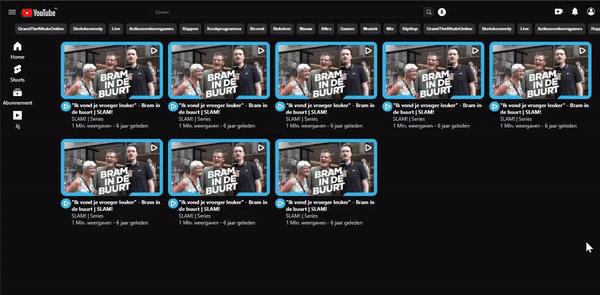 YouTube NL
Zoeken
GrandTheftAutoOnline Sketchcomedy Live Actieavonturengames Rappen Kookprogramma Recent Bekeken Nieuw Alles Games Muziek Mix HipHop GrandTheftAutoOnline Sketchcomedy Live Actieavonturengames
Home
Shorts
Abonnement
Jij
BRAM IN DE BUURT
"Ik vond je vroeger leuker" - Bram in de buurt | SLAM!
SLAM! | Series
1 Mln. weergaven - 6 jaar geleden
BRAM IN DE BUURT
"Ik vond je vroeger leuker" - Bram in de buurt | SLAM!
SLAM! | Series
1 Mln. weergaven - 6 jaar geleden
BRAM IN DE BUURT
"Ik vond je vroeger leuker" - Bram in de buurt | SLAM!
SLAM! | Series
1 Mln. weergaven - 6 jaar geleden
BRAM IN DE BUURT
"Ik vond je vroeger leuker" - Bram in de buurt | SLAM!
SLAM! | Series
1 Mln. weergaven - 6 jaar geleden
BRAM IN DE BUURT
"Ik vond je vroeger leuker" - Bram in de buurt | SLAM!
SLAM! | Series
1 Mln. weergaven - 6 jaar geleden
BRAM IN DE BUURT
"Ik vond je vroeger leuker" - Bram in de buurt | SLAM!
SLAM! | Series
1 Mln. weergaven - 6 jaar geleden
BRAM IN DE BUURT
"Ik vond je vroeger leuker" - Bram in de buurt | SLAM!
SLAM! | Series
1 Mln. weergaven - 6 jaar geleden
BRAM IN DE BUURT
"Ik vond je vroeger leuker" - Bram in de buurt | SLAM!
SLAM! | Series
1 Mln. weergaven - 6 jaar geleden